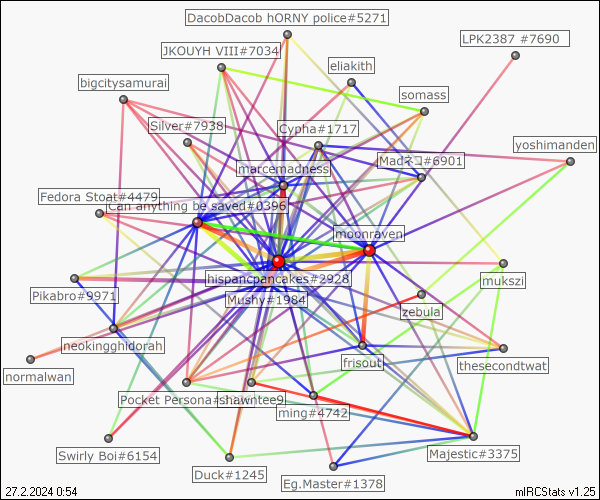 DacobDacob hORNY police#5271
LPK2387 #7690
JKOUYH VIII#7034
eliakith
bigcitysamurai
somass
Silver#7938
Cypha#1717
yoshimanden
Madネコ#6901
marcemadness
Fedora Stoat#4479
Can anything be saved#0396
moonraven
hispancpancakes#2928
mukszi
Pikabro#9971
Mushy#1984
zebula
neokingghldorah
frisout
thesecondtwat
normalwan
Pocket Persona
shawntee9
ming#4742
Swirly Boi#6154
Majestic#3375
Duck#1245
Eg.Master#1378
27.2.2024 0:54
mIRCStats v1.25